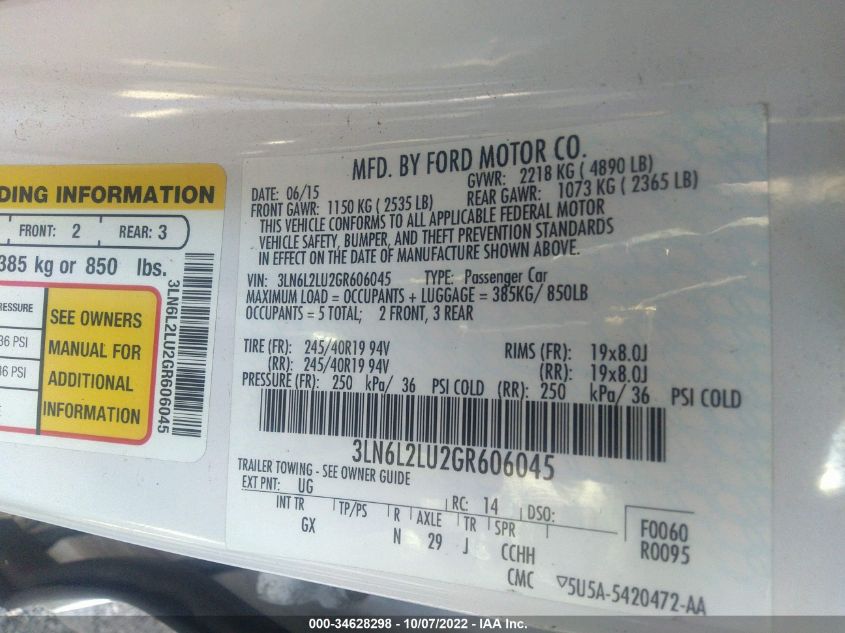 DING INFORMATION
FRONT: 2 REAR: 3
385 kg or 850 lbs.
RESSURE
36 PSI
36 PSI
SEE OWNERS
MANUAL FOR
ADDITIONAL
INFORMATION
3LN6L2LU2GR606045
MFD. BY FORD MOTOR CO.
DATE: 06/15 GVWR: 2218 KG ( 4890 LB)
FRONT GAWR: 1150 KG ( 2535 LB) REAR GAWR: 1073 KG ( 2365 LB)
THIS VEHICLE CONFORMS TO ALL APPLICABLE FEDERAL MOTOR
VEHICLE SAFETY, BUMPER, AND THEFT PREVENTION STANDARDS
IN EFFECT ON THE DATE OF MANUFACTURE SHOWN ABOVE.
VIN: 3LN6L2LU2GR606045 TYPE: Passenger Car
MAXIMUM LOAD = OCCUPANTS + LUGGAGE = 385KG/ 850LB
OCCUPANTS = 5 TOTAL; 2 FRONT, 3 REAR
TIRE (FR): 245/40R19 94V RIMS (FR): 19x8.0J
(RR): 245/40R19 94V (RR): 19x8.0J
PRESSURE (FR): 250 kPa/ 36 PSI COLD (RR): 250 kPa/ 36 PSI COLD
3LN6L2LU2GR606045
TRAILER TOWING - SEE OWNER GUIDE
EXT PNT: UG RC: 14 DSO: F0060
INT TR TP/PS R AXLE TR SPR R0095
GX N 29 J CCHH
CMC ▽5U5A-5420472-AA
000-34628298 - 10/07/2022 - IAA Inc.